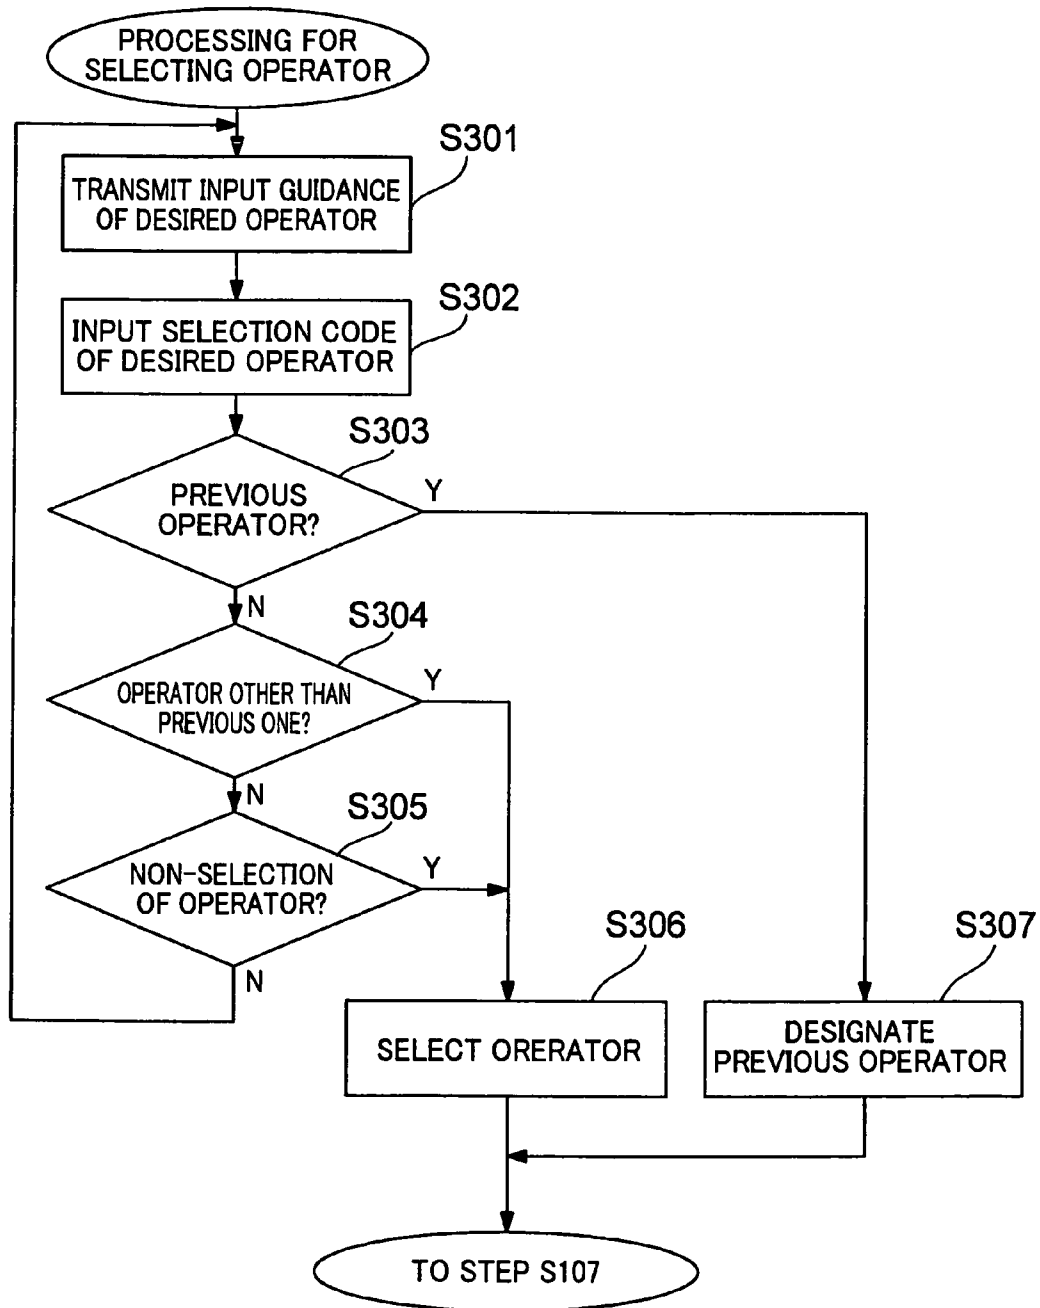 PROCESSING FOR
SELECTING OPERATOR
S301
TRANSMIT INPUT GUIDANCE
OF DESIRED OPERATOR
S302
INPUT SELECTION CODE
OF DESIRED OPERATOR
S303
PREVIOUS
OPERATOR?
Y
N
S304
OPERATOR OTHER THAN
PREVIOUS ONE?
Y
N
S305
NON-SELECTION
OF OPERATOR?
Y
N
S306
SELECT ORERATOR
S307
DESIGNATE
PREVIOUS OPERATOR
TO STEP S107